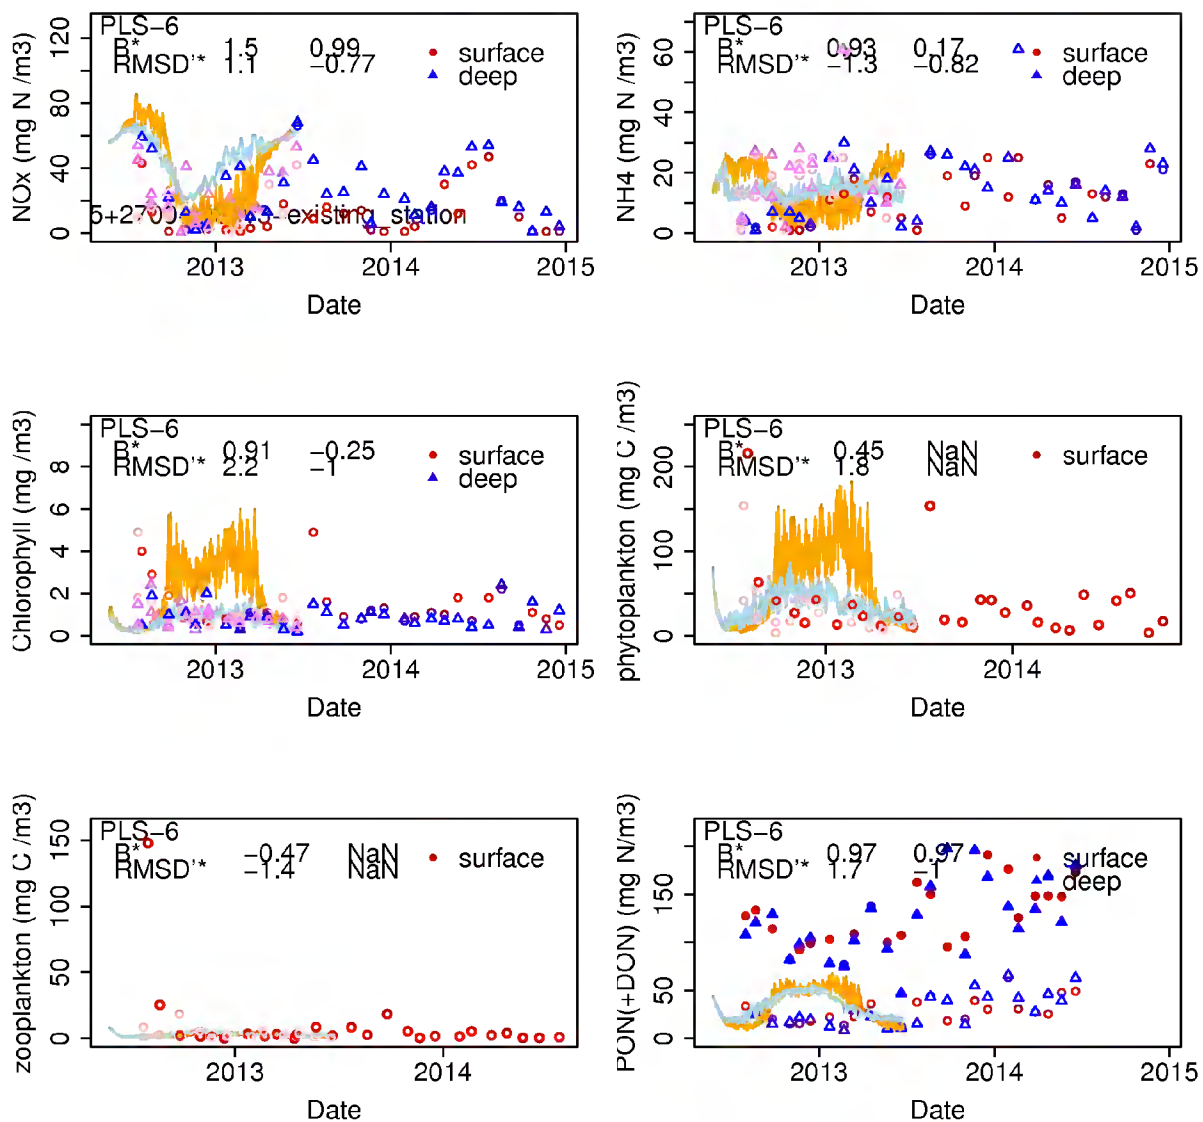 PLS-6
B* 1.5 0.99
RMSD'* 1.1 −0.77
surface
deep
NOx (mg N /m3)
0 40 80 120
existing_station
2013 2014 2015
Date
PLS-6
B* 0.93 0.17
RMSD'* −1.3 −0.82
surface
deep
NH4 (mg N /m3)
0 20 40 60
2013 2014 2015
Date
PLS-6
B* 0.91 −0.25
RMSD'* 2.2 −1
surface
deep
Chlorophyll (mg /m3)
0 2 4 6 8
2013 2014 2015
Date
PLS-6
B* 0.45 NaN
RMSD'* 1.8 NaN
surface
phytoplankton (mg C /m3)
0 100 200
2013 2014
Date
PLS-6
B* −0.47 NaN
RMSD'* −1.4 NaN
surface
zooplankton (mg C /m3)
0 50 100 150
2013 2014
Date
PLS-6
B* 0.97 0.97
RMSD'* 1.7 −1
surface
deep
PON(+DON) (mg N/m3)
0 50 150
2013 2014 2015
Date